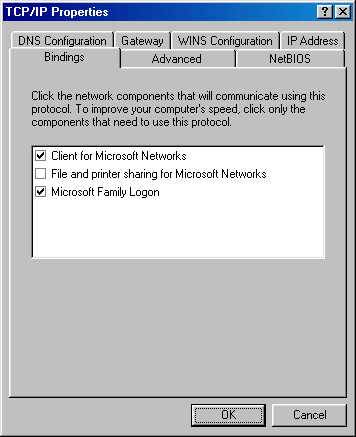 TCP/IP Properties
DNS Configuration Gateway WINS Configuration IP Address
Bindings Advanced NetBIOS
Click the network components that will communicate using this
protocol. To improve your computer's speed, click only the
components that need to use this protocol.
Client for Microsoft Networks
File and printer sharing for Microsoft Networks
Microsoft Family Logon
OK Cancel